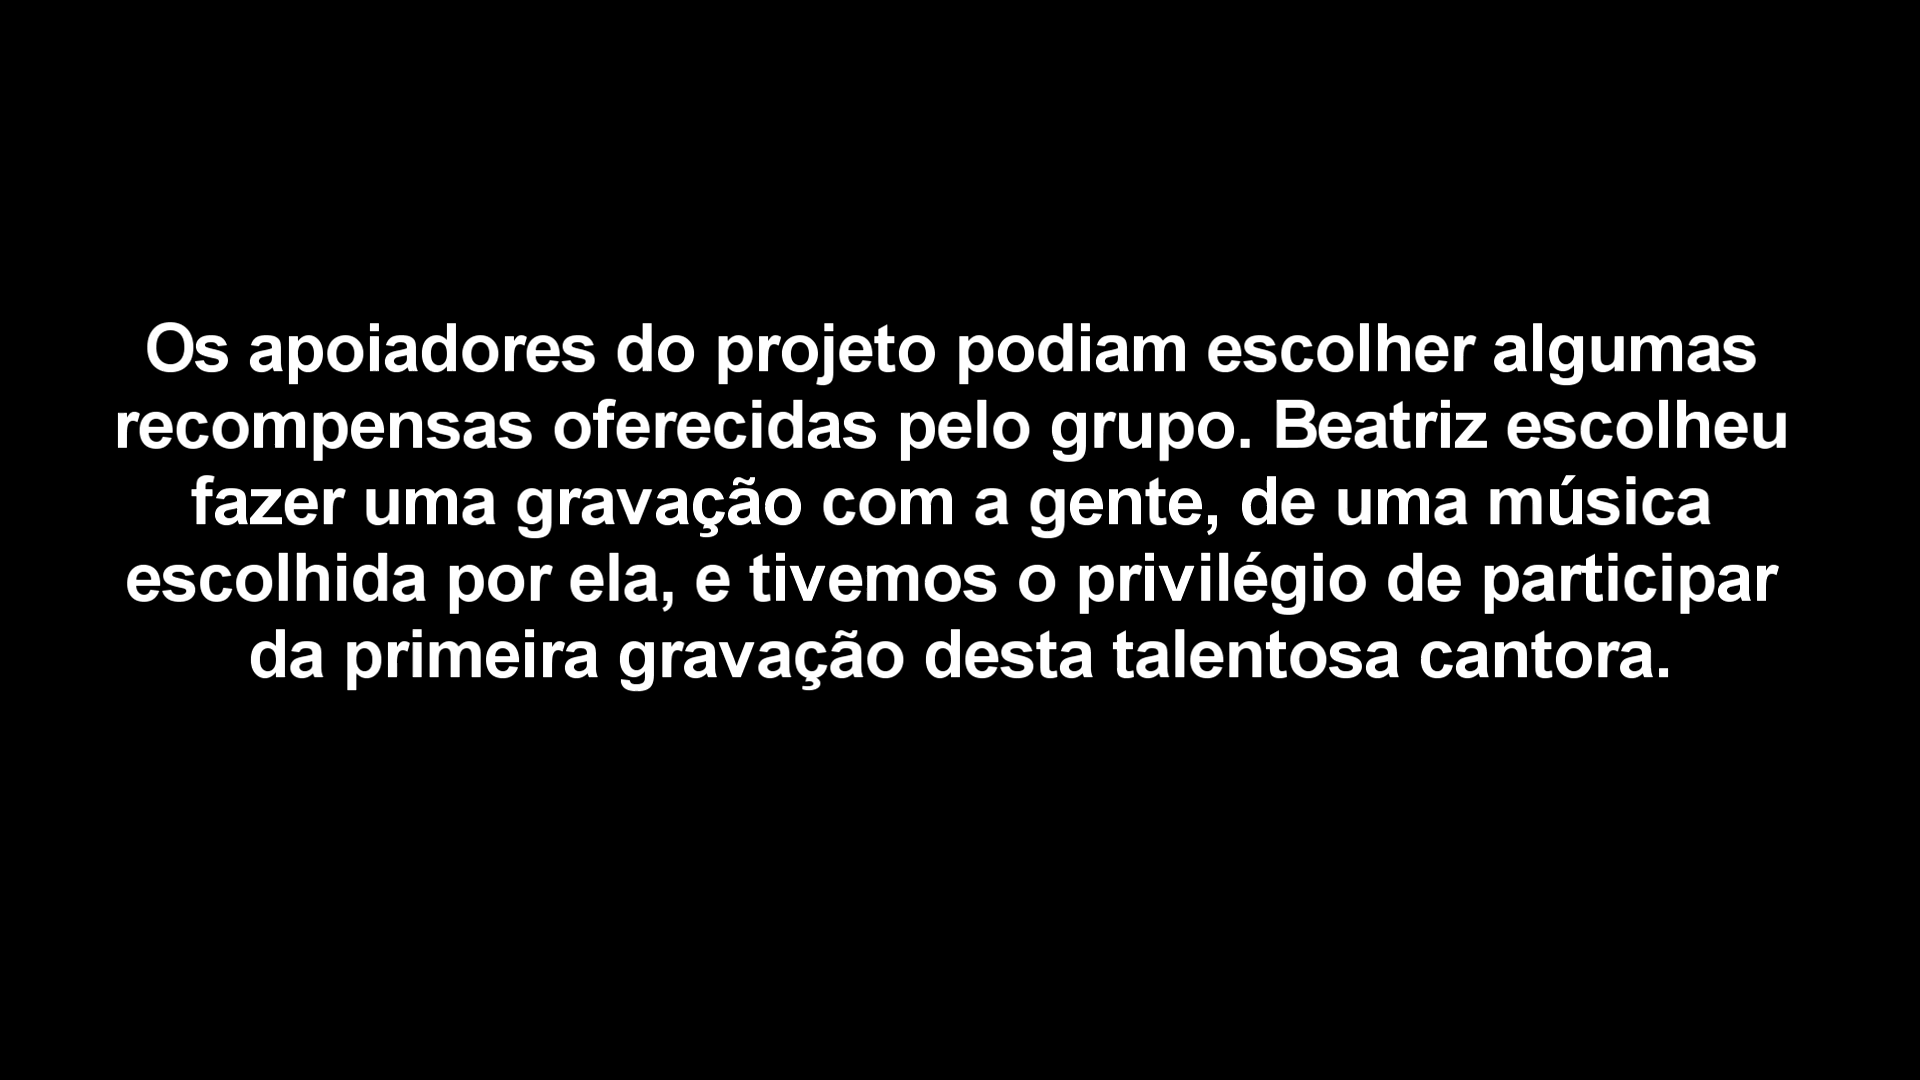 Os apoiadores do projeto podiam escolher algumas
recompensas oferecidas pelo grupo. Beatriz escolheu
fazer uma gravação com a gente, de uma música
escolhida por ela, e tivemos o privilégio de participar
da primeira gravação desta talentosa cantora.